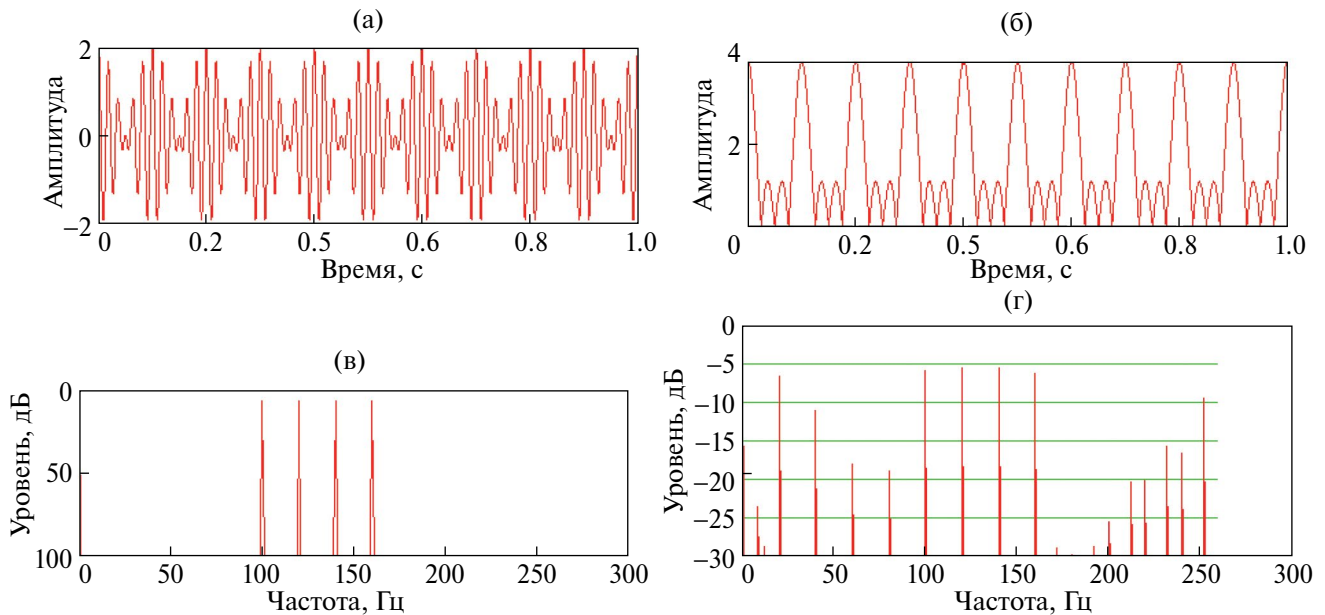 (а)
Амплитуда
2
0
−2
0 0.2 0.5 0.6 0.8 1.0
Время, с
(б)
Амплитуда
4
2
0 0.2 0.5 0.6 0.8 1.0
Время, с
(в)
Уровень, дБ
0
50
100
0 50 100 150 200 250 300
Частота, Гц
(г)
Уровень, дБ
0
−5
−10
−15
−20
−25
−30
0 50 100 150 200 250 300
Частота, Гц